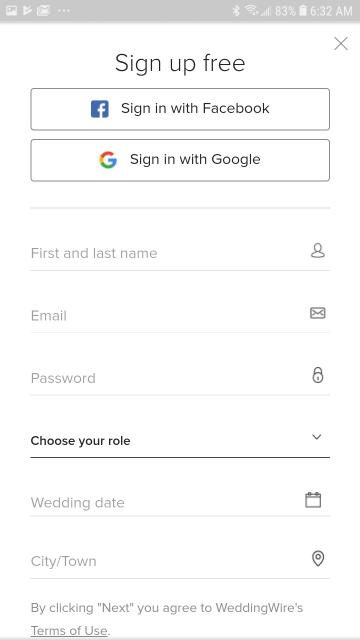 83% 6:32 AM
Sign up free
Sign in with Facebook
Sign in with Google
First and last name
Email
Password
Choose your role
Wedding date
City/Town
By clicking "Next" you agree to WeddingWire's
Terms of Use.